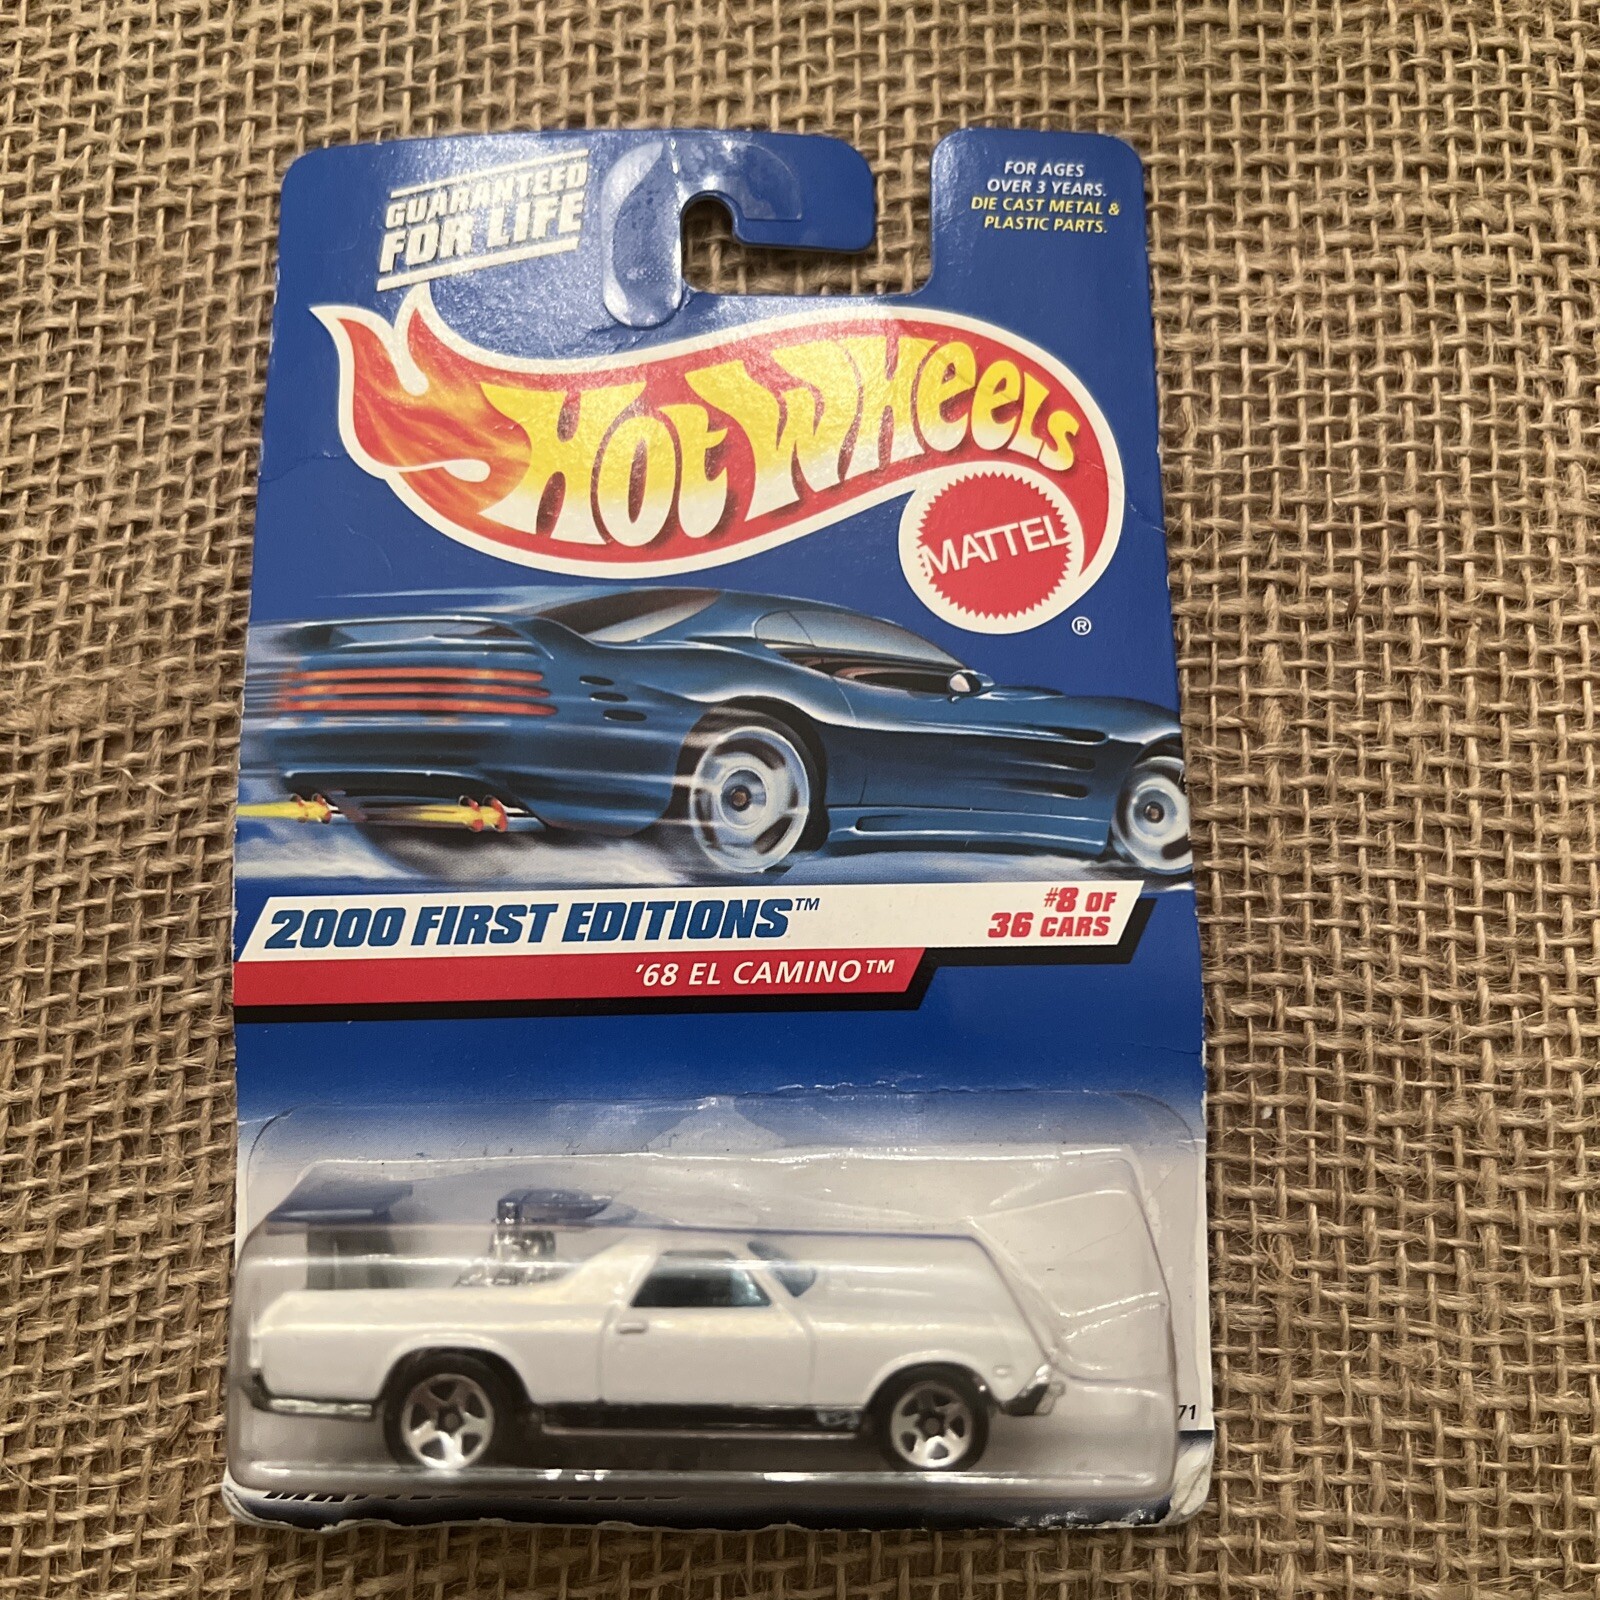 GUARANTEED
FOR LIFE
FOR AGES
OVER 3 YEARS.
DIE CAST METAL &
PLASTIC PARTS.
HOT WHEELS
MATTEL
®
2000 FIRST EDITIONS™
#8 OF
36 CARS
'68 EL CAMINO™
71